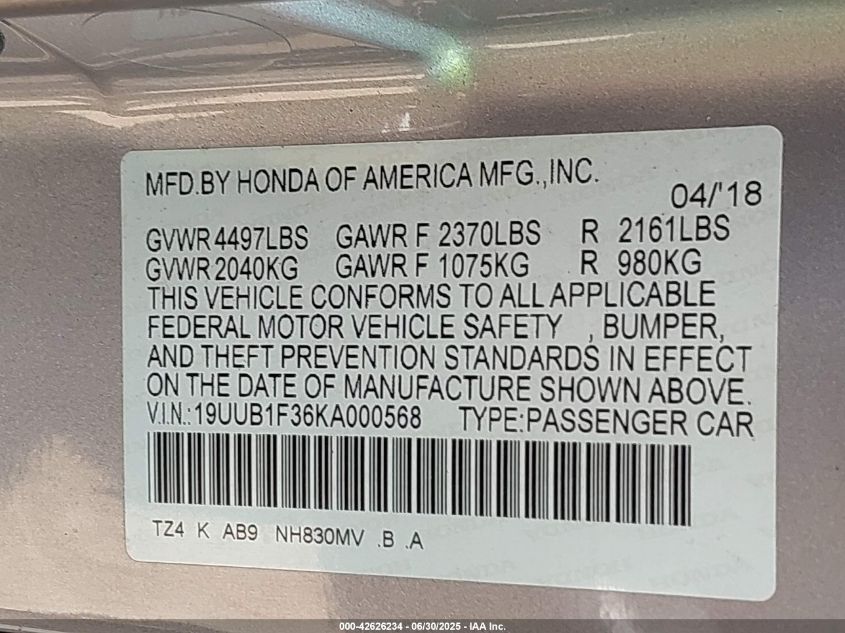 MFD.BY HONDA OF AMERICA MFG.,INC.
04/'18
GVWR 4497LBS GAWR F 2370LBS R 2161LBS
GVWR 2040KG GAWR F 1075KG R 980KG
THIS VEHICLE CONFORMS TO ALL APPLICABLE
FEDERAL MOTOR VEHICLE SAFETY , BUMPER,
AND THEFT PREVENTION STANDARDS IN EFFECT
ON THE DATE OF MANUFACTURE SHOWN ABOVE.
V.I.N.:19UUB1F36KA000568 TYPE:PASSENGER CAR
TZ4 K AB9 NH830MV .B .A
000-42626234 - 06/30/2025 - IAA Inc.